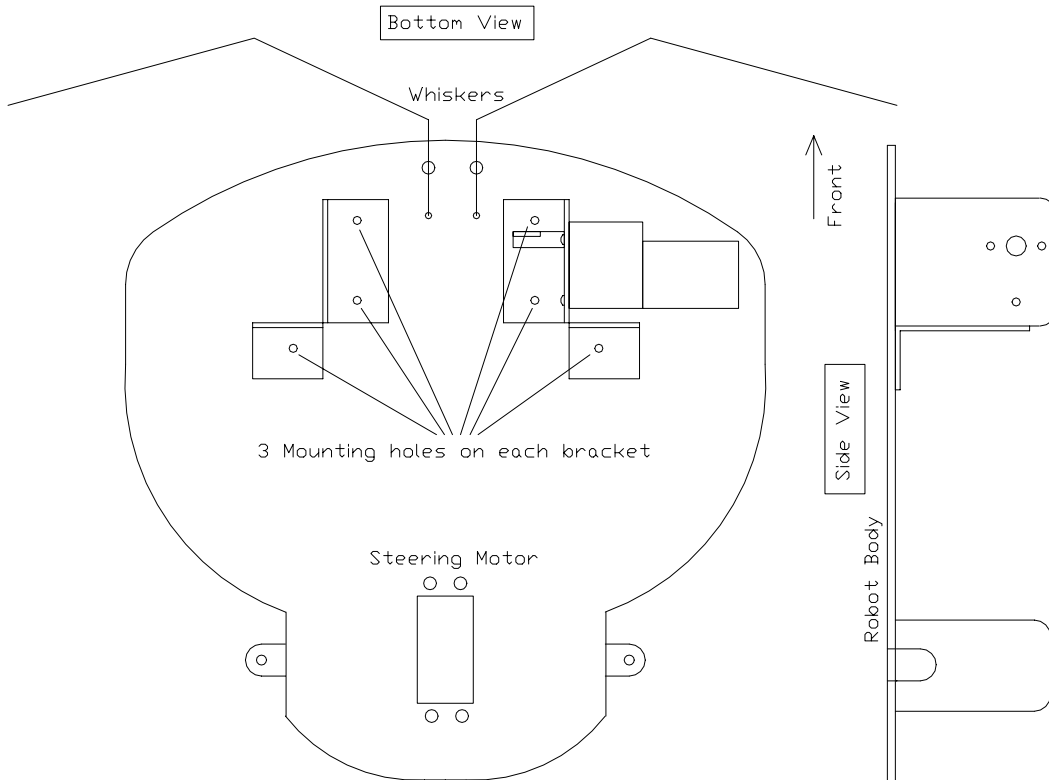 Bottom View
Whiskers
Front
3 Mounting holes on each bracket
Side View
Steering Motor
Robot Body